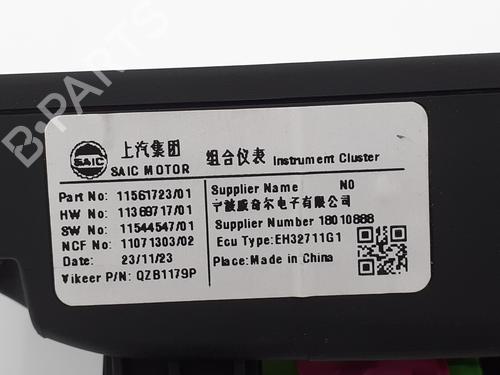 B-PARTS
SAIC
上汽集团
SAIC MOTOR
组合仪表 Instrument Cluster
Part No: 11561723/01
HW No: 11369717/01
SW No: 11544547/01
NCF No: 11071303/02
Date: 23/11/23
Vikeer P/N: QZB1179P
Supplier Name NO
宁波威奇尔电子有限公司
Supplier Number 18010888
Ecu Type:EH32711G1
Place:Made in China